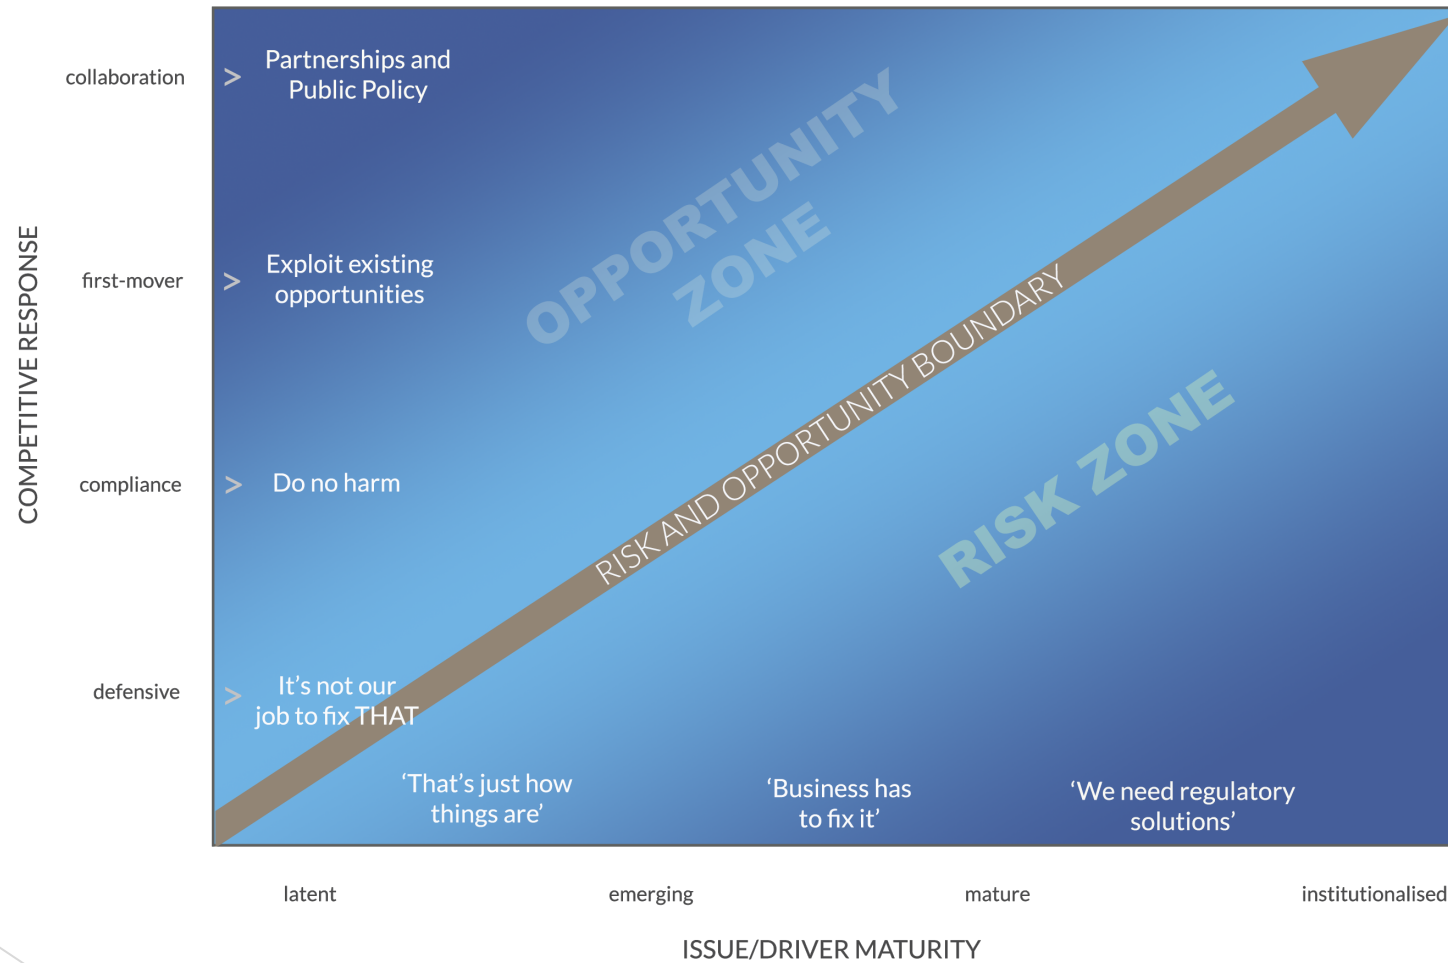 COMPETITIVE RESPONSE
collaboration
>
Partnerships and
Public Policy
first-mover
>
Exploit existing
opportunities
compliance
>
Do no harm
defensive
>
It’s not our
job to fix THAT
OPPORTUNITY
ZONE
RISK AND OPPORTUNITY BOUNDARY
RISK ZONE
‘That’s just how
things are’
‘Business has
to fix it’
‘We need regulatory
solutions’
latent
emerging
mature
institutionalised
ISSUE/DRIVER MATURITY